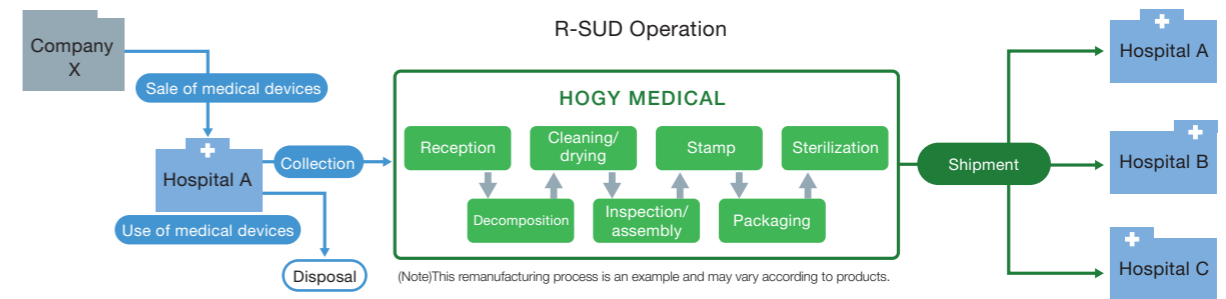 R-SUD Operation
Company
X
Sale of medical devices
Hospital A
Use of medical devices
Collection
Disposal
HOGY MEDICAL
Reception
Decomposition
Cleaning/
drying
Inspection/
assembly
Stamp
Packaging
Sterilization
(Note)This remanufacturing process is an example and may vary according to products.
Shipment
Hospital A
Hospital B
Hospital C